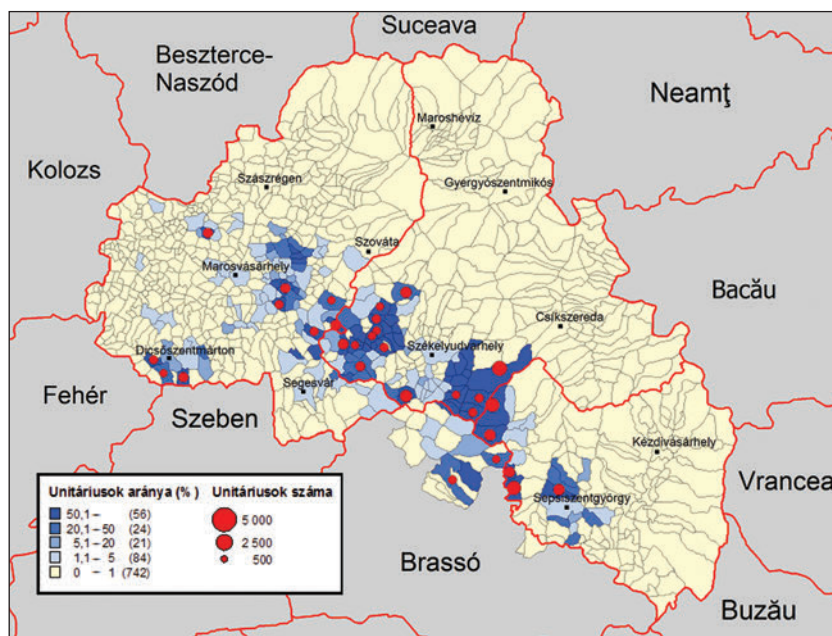 Suceava
Beszterce-
Naszód
Neamţ
Maroshévíz
Kolozs
Szászrégen
Gyergyószentmikós
Szováta
Marosvásárhely
Bacău
Csíkszereda
Dicsőszentmárton
Székelyudvarhely
Segesvár
Fehér
Szeben
Kézdivásárhely
Vrancea
Sepsiszentgyörgy
Brassó
Buzău
Unitáriusok aránya (%)
50,1 – (56)
20,1 – 50 (24)
5,1 – 20 (21)
1,1 – 5 (84)
0 – 1 (742)
Unitáriusok száma
5 000
2 500
500